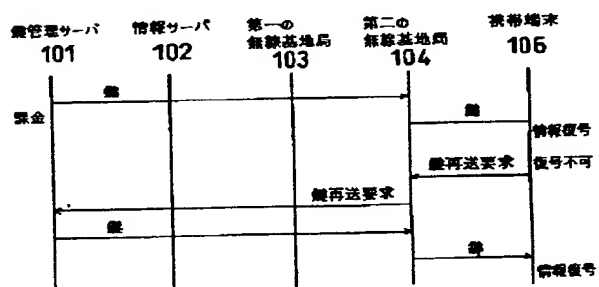 鍵管理サーバ
101
情報サーバ
102
第一の
無線基地局
103
第二の
無線基地局
104
携帯端末
106
鍵
課金
鍵
情報復号
鍵再送要求
復号不可
鍵再送要求
鍵
鍵
情報復号